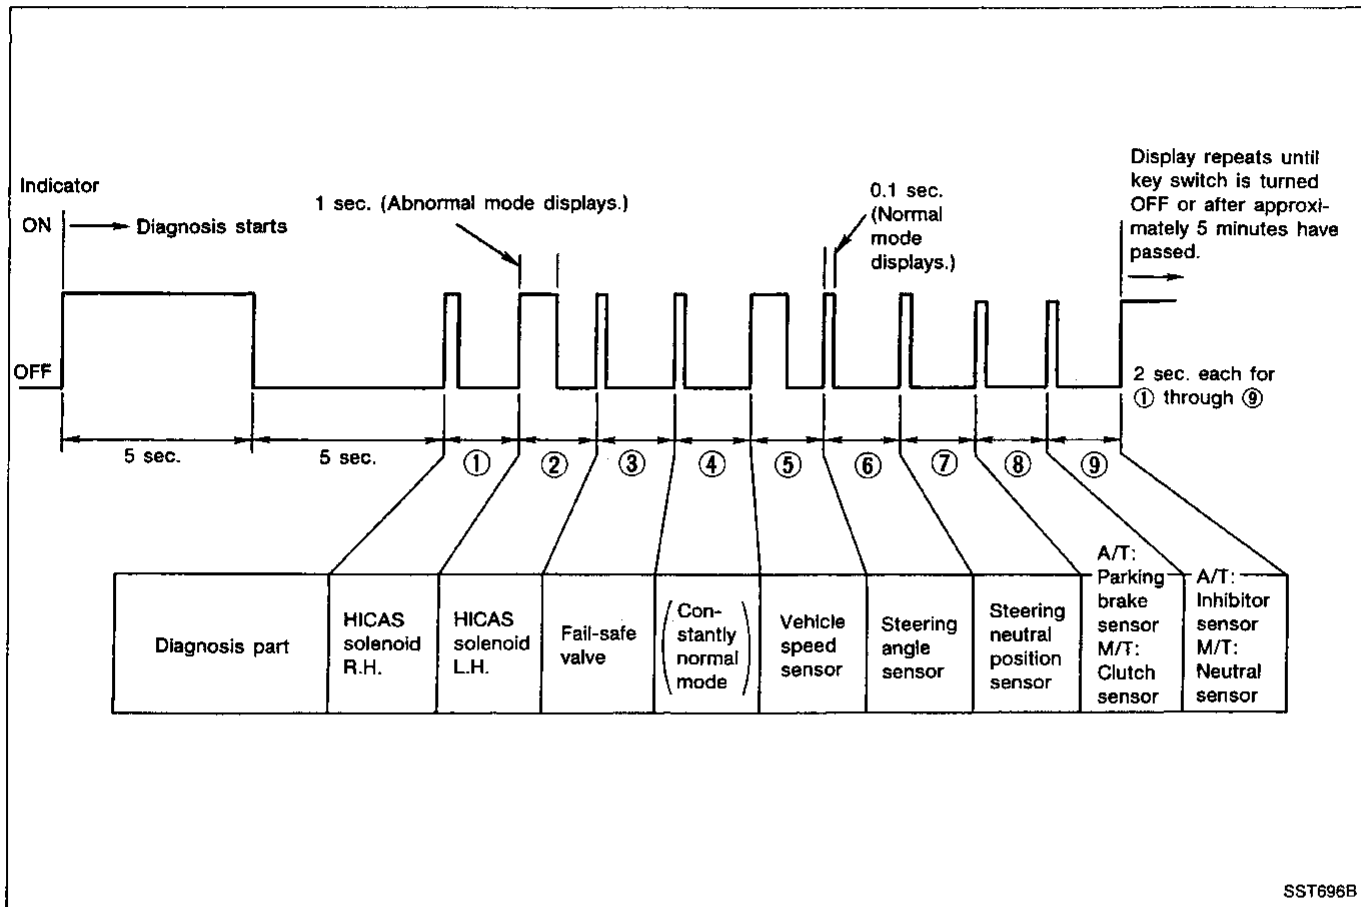 Indicator
ON
Diagnosis starts
1 sec. (Abnormal mode displays.)
0.1 sec.
(Normal
mode
displays.)
Display repeats until
key switch is turned
OFF or after approxi-
mately 5 minutes have
passed.
OFF
2 sec. each for
① through ⑨
5 sec.
5 sec.
①
②
③
④
⑤
⑥
⑦
⑧
⑨
Diagnosis part
HICAS
solenoid
R.H.
HICAS
solenoid
L.H.
Fail-safe
valve
(Con-
stantly
normal
mode)
Vehicle
speed
sensor
Steering
angle
sensor
Steering
neutral
position
sensor
A/T:
Parking
brake
sensor
M/T:
Clutch
sensor
A/T:
Inhibitor
sensor
M/T:
Neutral
sensor
SST696B